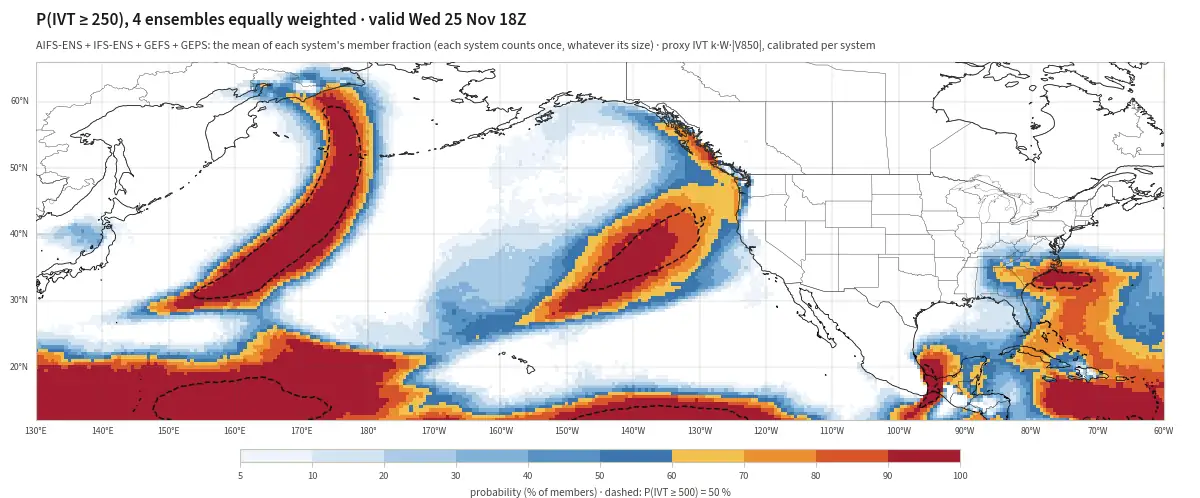 P(IVT ≥ 250), 4 ensembles equally weighted · valid Wed 25 Nov 18Z
AIFS-ENS + IFS-ENS + GEFS + GEPS: the mean of each system's member fraction (each system counts once, whatever its size) · proxy IVT k·W·|V850|, calibrated per system
60°N
50°N
40°N
30°N
20°N
130°E 140°E 150°E 160°E 170°E 180° 170°W 160°W 150°W 140°W 130°W 120°W 110°W 100°W 90°W 80°W 70°W 60°W
5 10 20 30 40 50 60 70 80 90 100
probability (% of members) · dashed: P(IVT ≥ 500) = 50 %